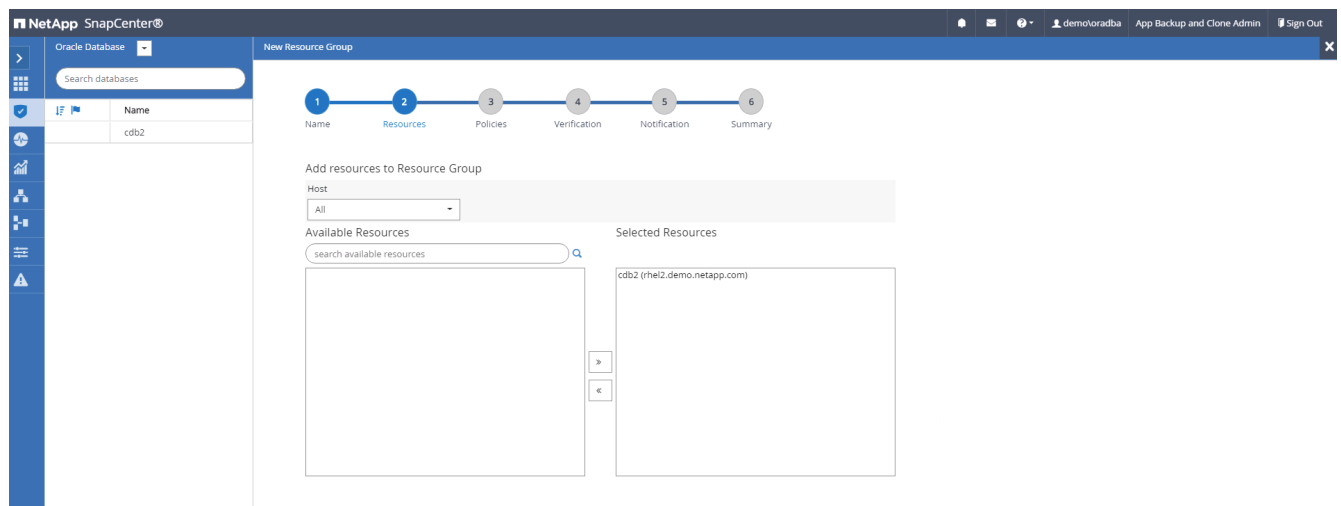 NetApp SnapCenter®
demo\oradba App Backup and Clone Admin Sign Out
Oracle Database
New Resource Group
Search databases
Name
cdb2
1 2 3 4 5 6
Name Resources Policies Verification Notification Summary
Add resources to Resource Group
Host
All
Available Resources
Selected Resources
search available resources
cdb2 (rhel2.demo.netapp.com)